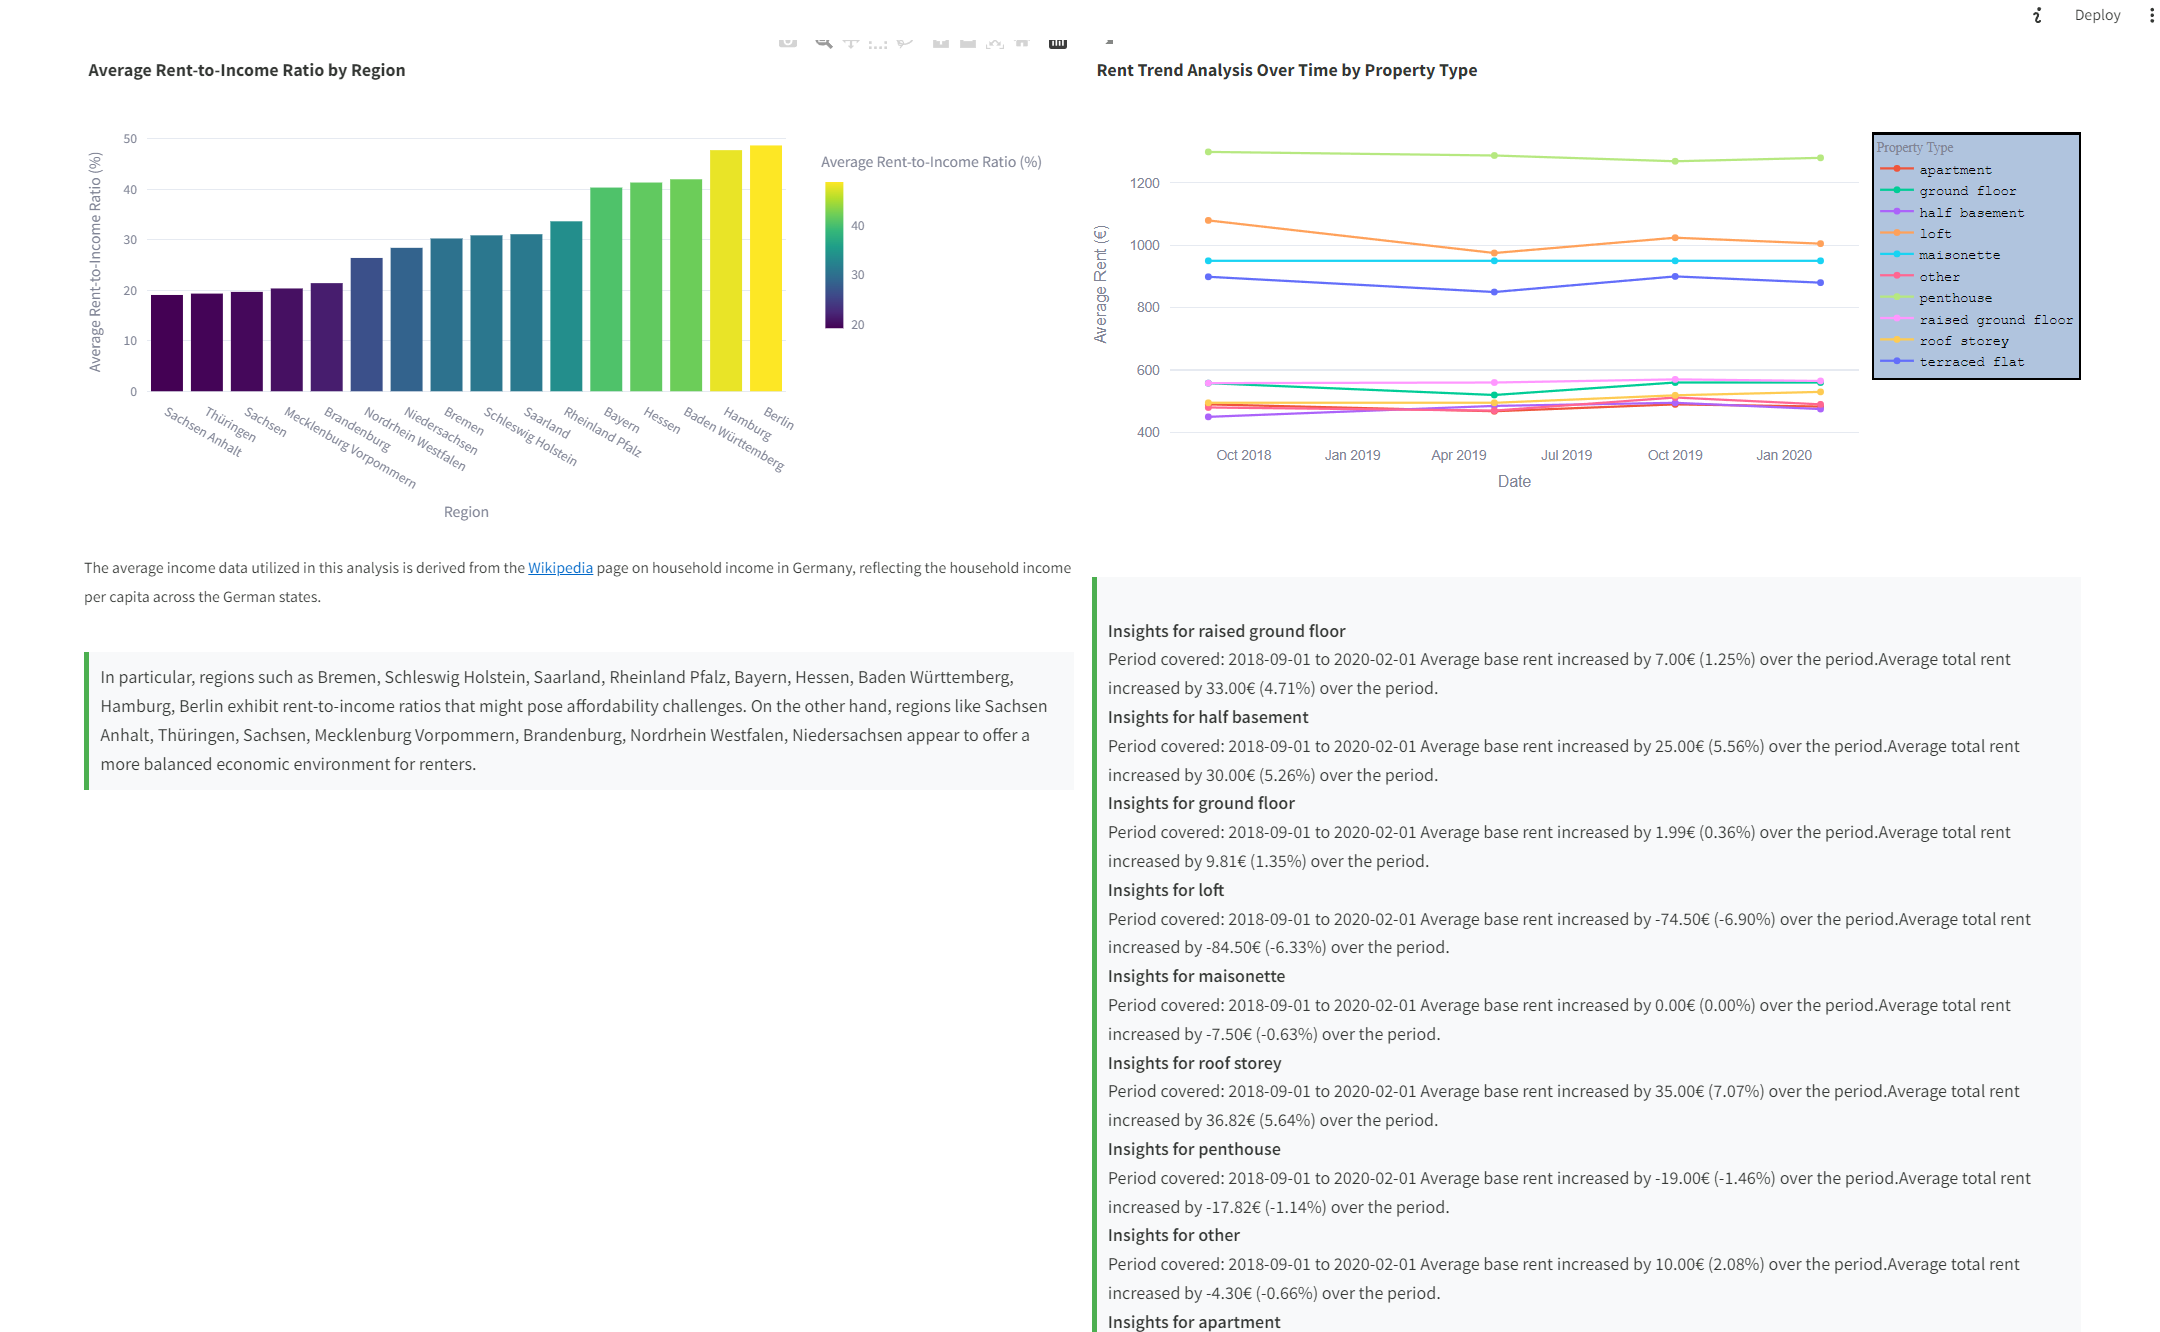 Deploy
Average Rent-to-Income Ratio by Region
Average Rent-to-Income Ratio (%)
50
40
30
20
10
0
Sachsen Anhalt
Thüringen
Sachsen
Mecklenburg Vorpommern
Brandenburg
Nordrhein Westfalen
Niedersachsen
Bremen
Schleswig Holstein
Saarland
Rheinland Pfalz
Bayern
Hessen
Baden Württemberg
Hamburg
Berlin
Region
Average Rent-to-Income Ratio (%)
40
30
20
The average income data utilized in this analysis is derived from the Wikipedia page on household income in Germany, reflecting the household income
per capita across the German states.
In particular, regions such as Bremen, Schleswig Holstein, Saarland, Rheinland Pfalz, Bayern, Hessen, Baden Württemberg,
Hamburg, Berlin exhibit rent-to-income ratios that might pose affordability challenges. On the other hand, regions like Sachsen
Anhalt, Thüringen, Sachsen, Mecklenburg Vorpommern, Brandenburg, Nordrhein Westfalen, Niedersachsen appear to offer a
more balanced economic environment for renters.
Rent Trend Analysis Over Time by Property Type
Average Rent (€)
1200
1000
800
600
400
Oct 2018
Jan 2019
Apr 2019
Jul 2019
Oct 2019
Jan 2020
Date
Property Type
apartment
ground floor
half basement
loft
maisonette
other
penthouse
raised ground floor
roof storey
terraced flat
Insights for raised ground floor
Period covered: 2018-09-01 to 2020-02-01 Average base rent increased by 7.00€ (1.25%) over the period.Average total rent
increased by 33.00€ (4.71%) over the period.
Insights for half basement
Period covered: 2018-09-01 to 2020-02-01 Average base rent increased by 25.00€ (5.56%) over the period.Average total rent
increased by 30.00€ (5.26%) over the period.
Insights for ground floor
Period covered: 2018-09-01 to 2020-02-01 Average base rent increased by 1.99€ (0.36%) over the period.Average total rent
increased by 9.81€ (1.35%) over the period.
Insights for loft
Period covered: 2018-09-01 to 2020-02-01 Average base rent increased by -74.50€ (-6.90%) over the period.Average total rent
increased by -84.50€ (-6.33%) over the period.
Insights for maisonette
Period covered: 2018-09-01 to 2020-02-01 Average base rent increased by 0.00€ (0.00%) over the period.Average total rent
increased by -7.50€ (-0.63%) over the period.
Insights for roof storey
Period covered: 2018-09-01 to 2020-02-01 Average base rent increased by 35.00€ (7.07%) over the period.Average total rent
increased by 36.82€ (5.64%) over the period.
Insights for penthouse
Period covered: 2018-09-01 to 2020-02-01 Average base rent increased by -19.00€ (-1.46%) over the period.Average total rent
increased by -17.82€ (-1.14%) over the period.
Insights for other
Period covered: 2018-09-01 to 2020-02-01 Average base rent increased by 10.00€ (2.08%) over the period.Average total rent
increased by -4.30€ (-0.66%) over the period.
Insights for apartment